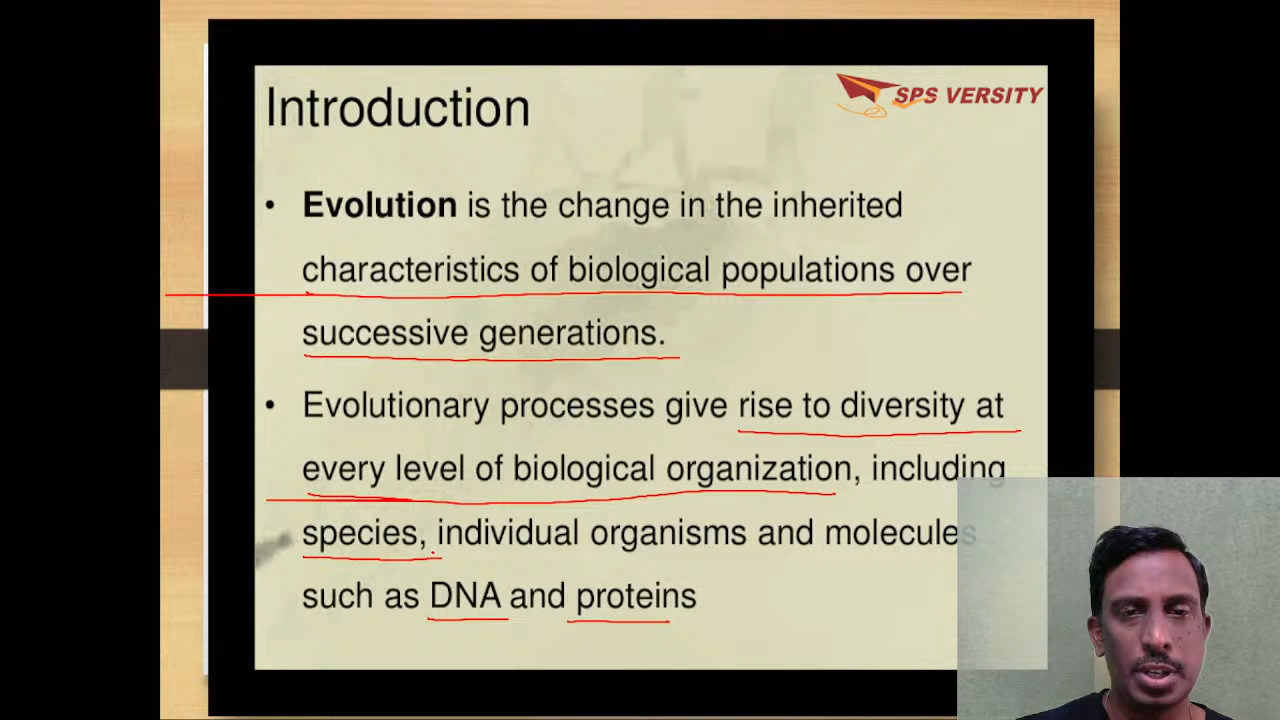 Introduction
SPS VERSITY
• Evolution is the change in the inherited
characteristics of biological populations over
successive generations.
• Evolutionary processes give rise to diversity at
every level of biological organization, including
species, individual organisms and molecules
such as DNA and proteins